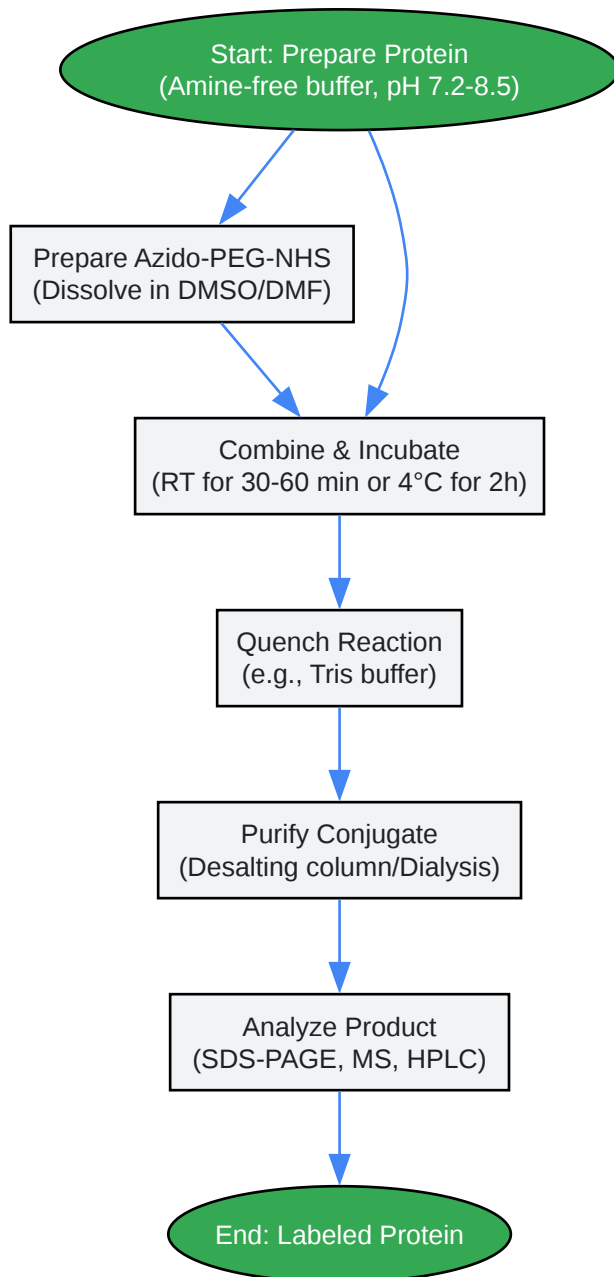 Start: Prepare Protein
(Amine-free buffer, pH 7.2-8.5)
Prepare Azido-PEG-NHS
(Dissolve in DMSO/DMF)
Combine & Incubate
(RT for 30-60 min or 4°C for 2h)
Quench Reaction
(e.g., Tris buffer)
Purify Conjugate
(Desalting column/Dialysis)
Analyze Product
(SDS-PAGE, MS, HPLC)
End: Labeled Protein